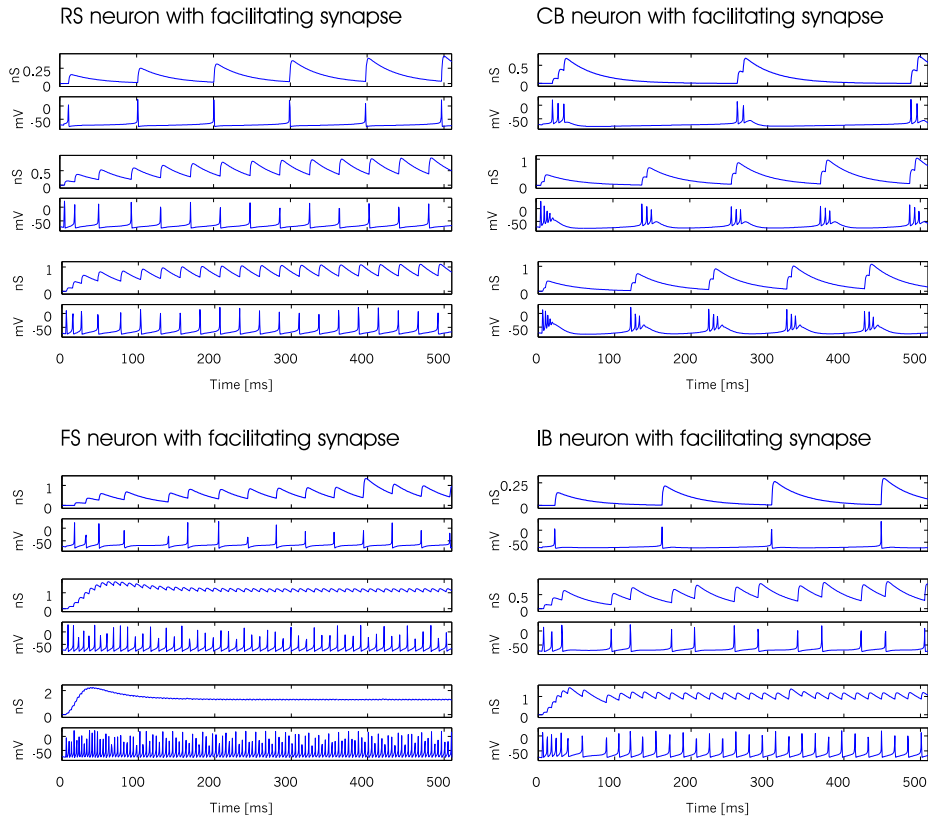 RS neuron with facilitating synapse
nS
0.25
0
mV
0
-50
nS
0.5
0
mV
0
-50
nS
1
0
mV
0
-50
0 100 200 300 400 500
Time [ms]
CB neuron with facilitating synapse
nS
0.5
0
mV
0
-50
nS
1
0
mV
0
-50
nS
1
0
mV
0
-50
0 100 200 300 400 500
Time [ms]
FS neuron with facilitating synapse
nS
1
0
mV
0
-50
nS
1
0
mV
0
-50
nS
2
0
mV
0
-50
0 100 200 300 400 500
Time [ms]
IB neuron with facilitating synapse
nS
0.25
0
mV
0
-50
nS
0.5
0
mV
0
-50
nS
1
0
mV
0
-50
0 100 200 300 400 500
Time [ms]